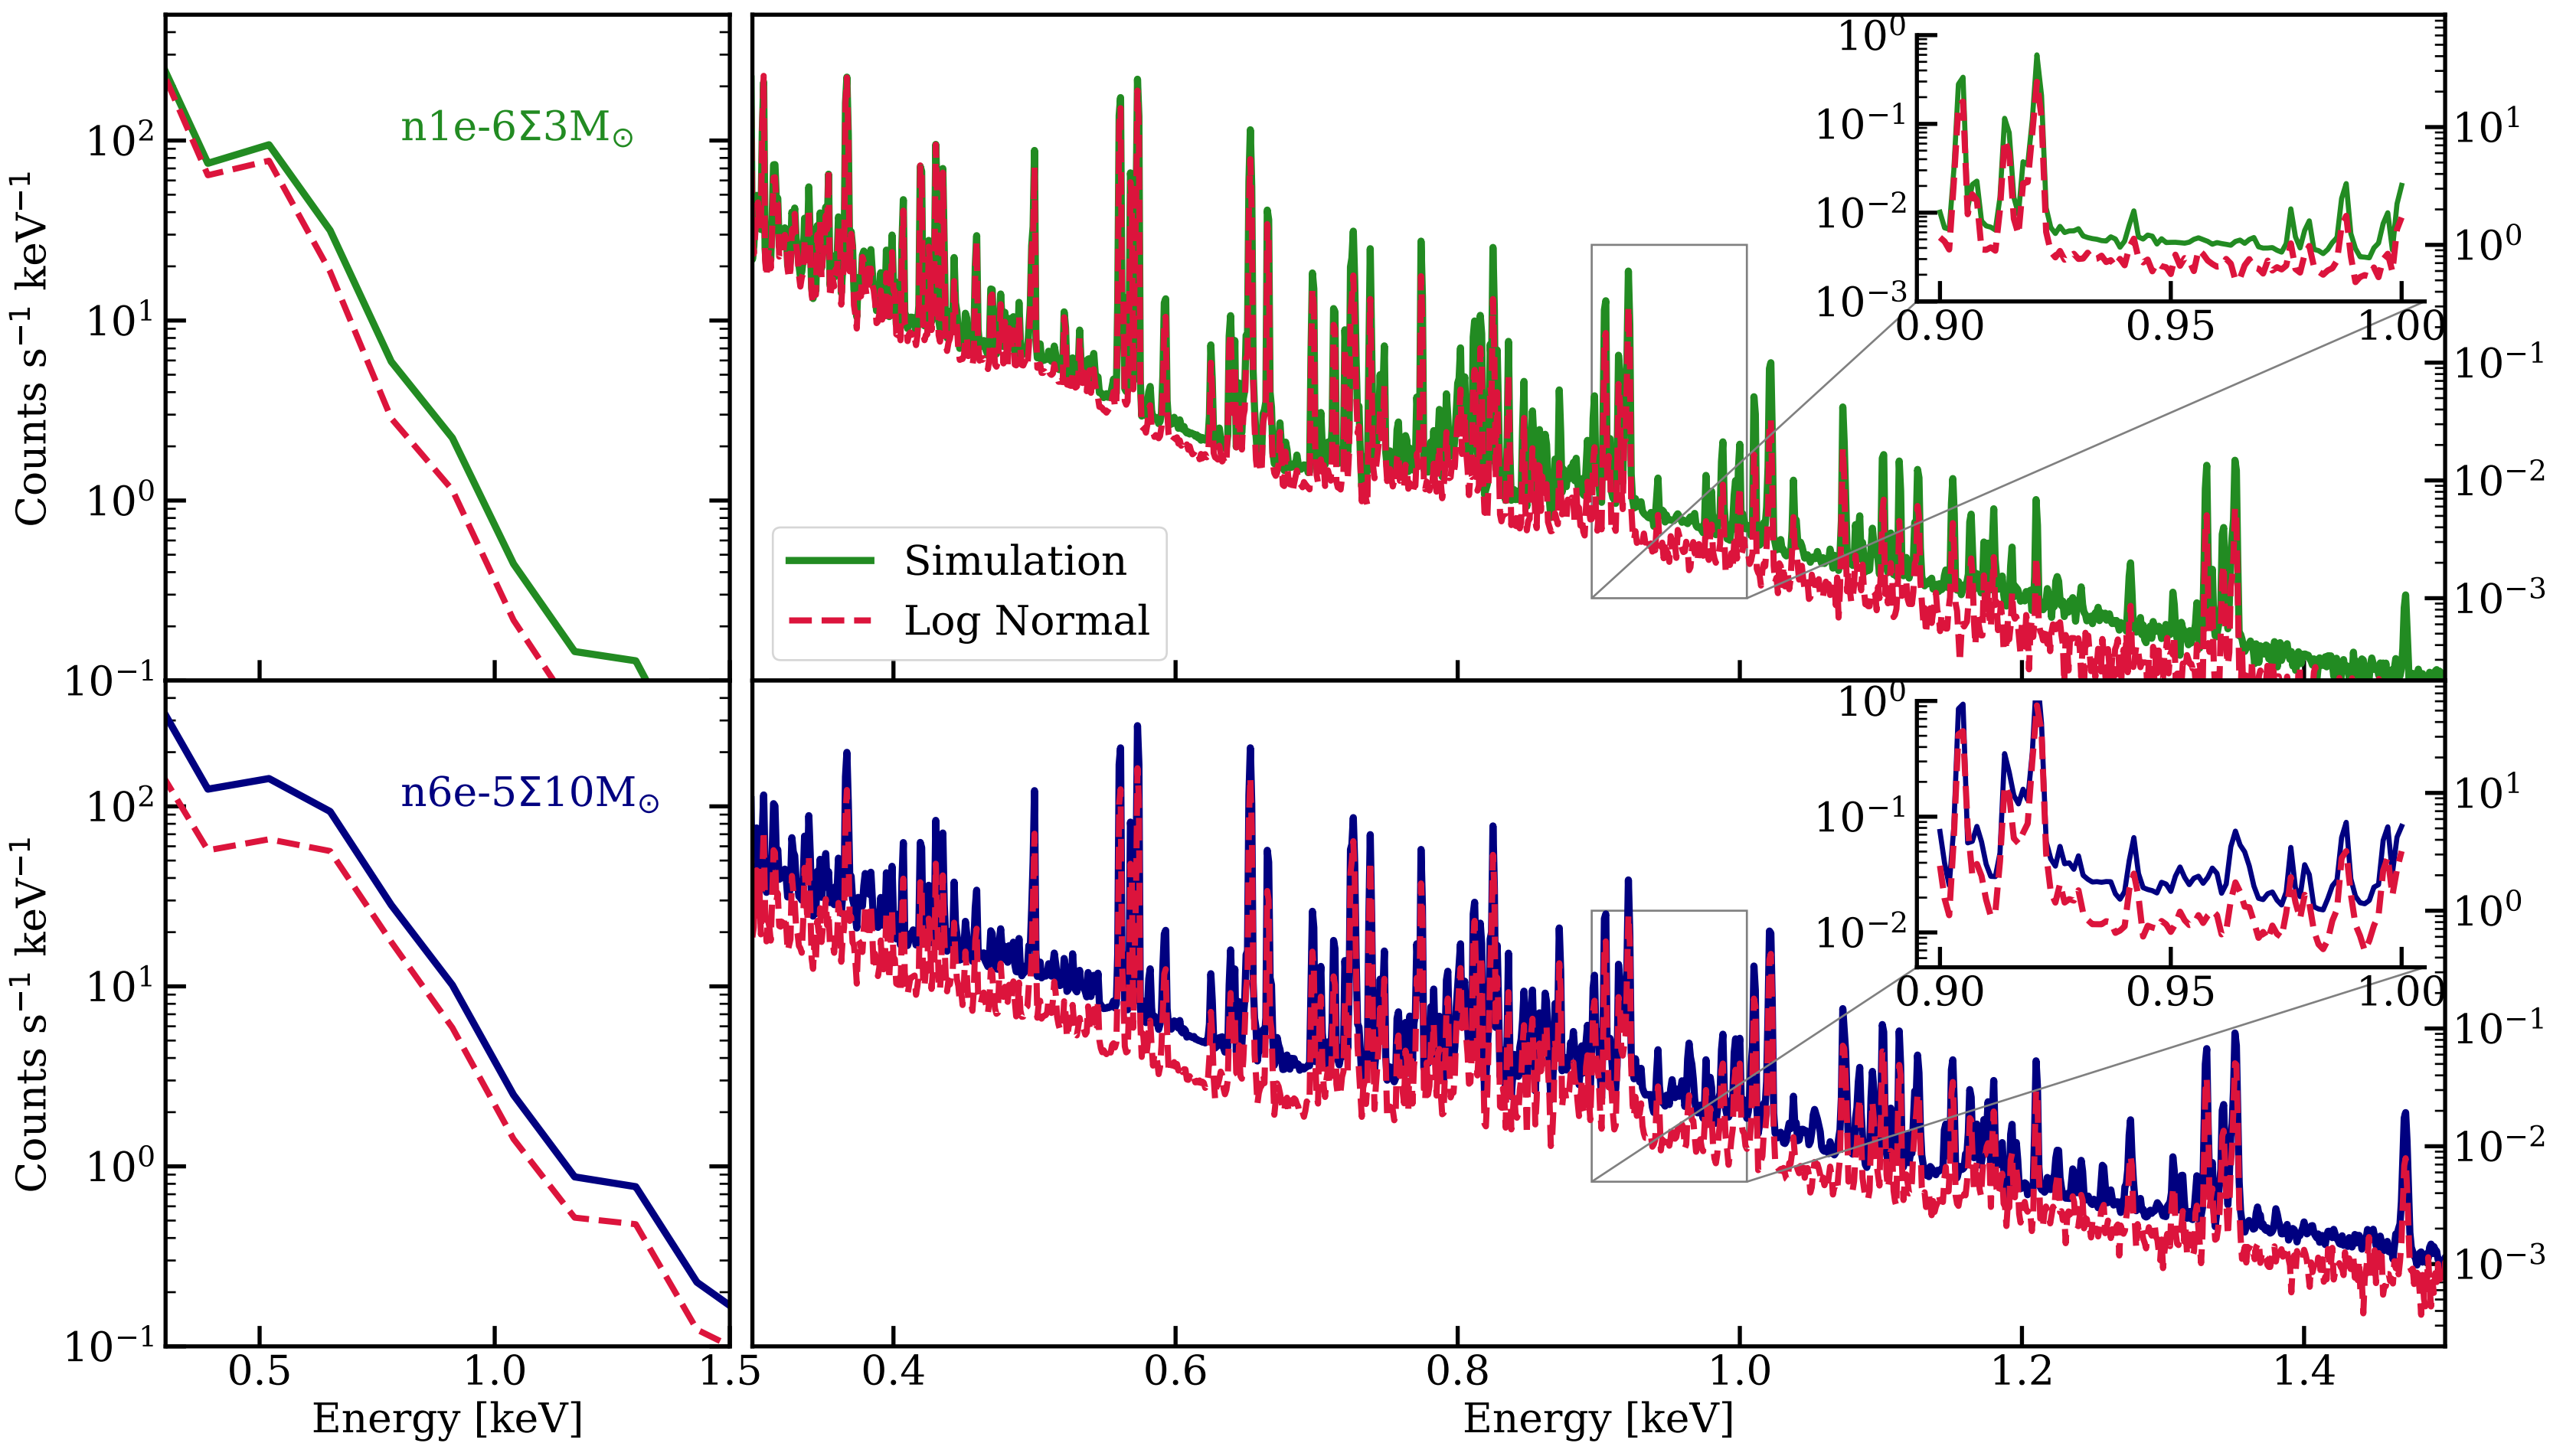 Counts s⁻¹ keV⁻¹
10²
10¹
10⁰
10⁻¹
n1e-6Σ3M☉
Simulation
Log Normal
10⁰
10⁻¹
10⁻²
10⁻³
0.90 0.95 1.00
10¹
10⁰
10⁻¹
10⁻²
10⁻³
Counts s⁻¹ keV⁻¹
10²
10¹
10⁰
10⁻¹
n6e-5Σ10M☉
10⁰
10⁻¹
10⁻²
0.90 0.95 1.00
10¹
10⁰
10⁻¹
10⁻²
10⁻³
0.5 1.0 1.5
0.4 0.6 0.8 1.0 1.2 1.4
Energy [keV]
Energy [keV]